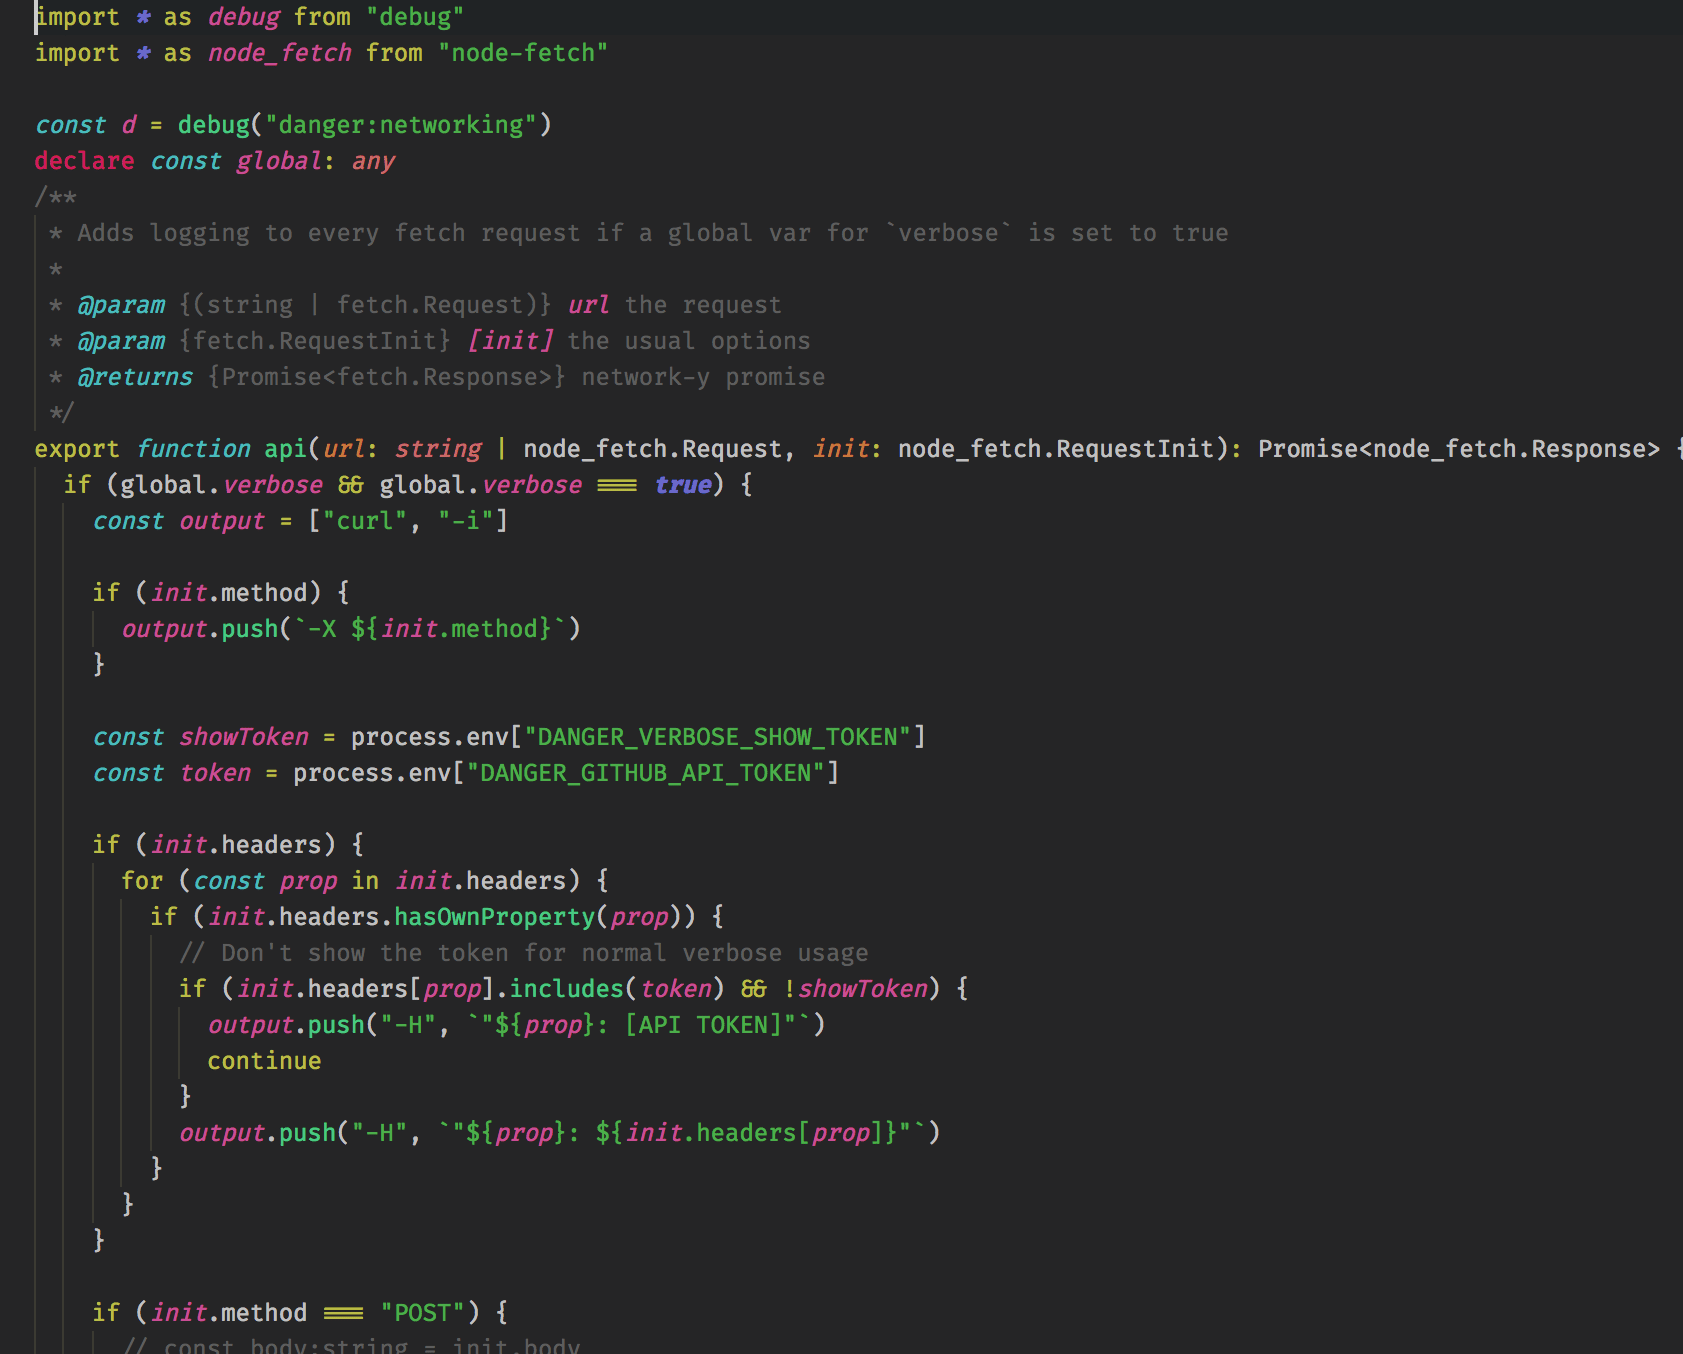 import * as debug from "debug"
import * as node_fetch from "node-fetch"

const d = debug("danger:networking")
declare const global: any
/**
 * Adds logging to every fetch request if a global var for `verbose` is set to true
 *
 * @param {(string | fetch.Request)} url the request
 * @param {fetch.RequestInit} [init] the usual options
 * @returns {Promise<fetch.Response>} network-y promise
 */
export function api(url: string | node_fetch.Request, init: node_fetch.RequestInit): Promise<node_fetch.Response> {
  if (global.verbose && global.verbose === true) {
    const output = ["curl", "-i"]

    if (init.method) {
      output.push(`-X ${init.method}`)
    }

    const showToken = process.env["DANGER_VERBOSE_SHOW_TOKEN"]
    const token = process.env["DANGER_GITHUB_API_TOKEN"]

    if (init.headers) {
      for (const prop in init.headers) {
        if (init.headers.hasOwnProperty(prop)) {
          // Don't show the token for normal verbose usage
          if (init.headers[prop].includes(token) && !showToken) {
            output.push("-H", `"${prop}: [API TOKEN]"`)
            continue
          }
          output.push("-H", `"${prop}: ${init.headers[prop]}"`)
        }
      }
    }

    if (init.method === "POST") {
      // const body:string = init.body